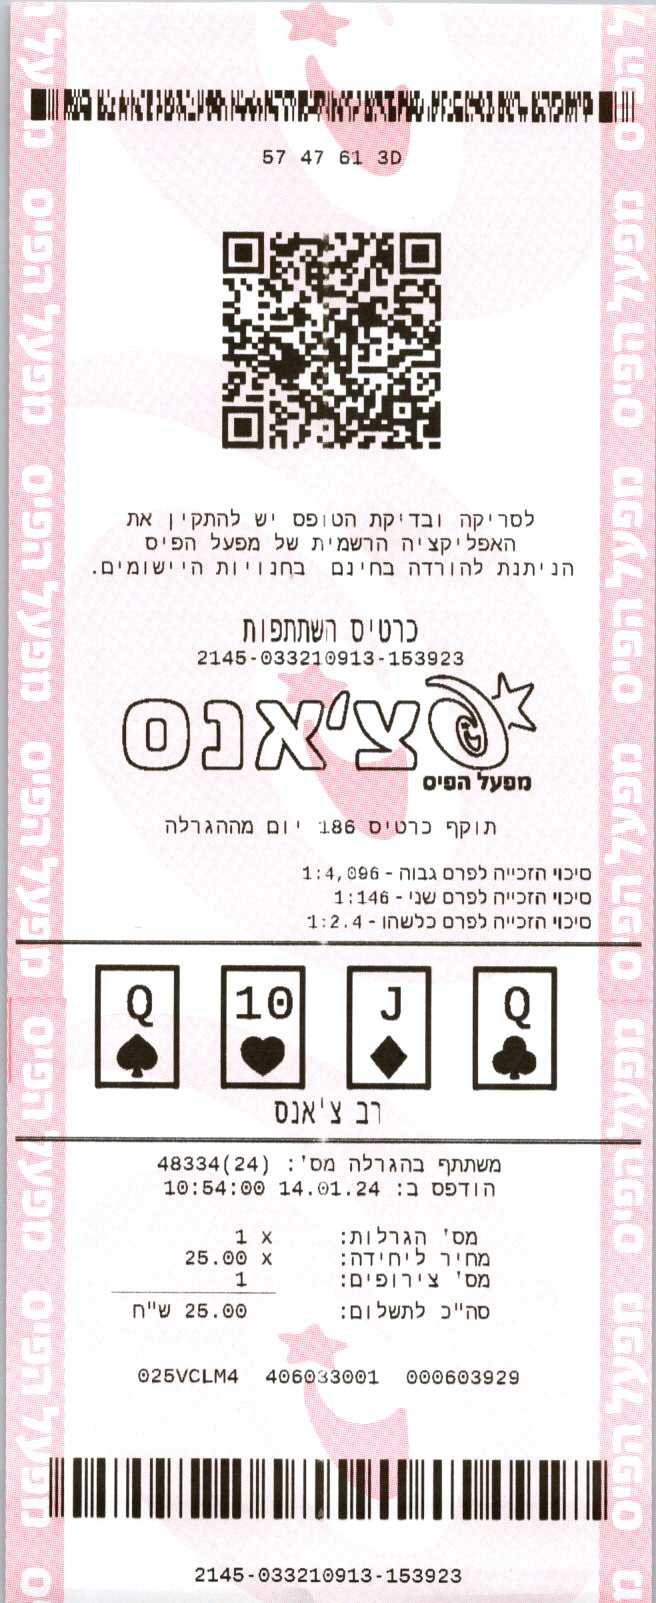 57 47 61 3D
לסריקה ובדיקת הטופס יש להתקין את
האפליקציה הרשמית של מפעל הפיס
הניתנת להורדה בחינם בחנויות היישומים.
כרטיס השתתפות
2145-033210913-153923
צ'אנס
מפעל הפיס
תוקף כרטיס 186 יום מההגרלה
סיכוי הזכייה לפרס גבוה - 1:4,096
סיכוי הזכייה לפרס שני - 1:146
סיכוי הזכייה לפרס כלשהו - 1:2.4
Q 10 J Q
רב צ'אנס
משתתף בהגרלה מס': 48334(24)
הודפס ב: 14.01.24 10:54:00
מס' הגרלות: 1 x
מחיר ליחידה: 25.00 x
מס' צירופים: 1
סה"כ לתשלום: 25.00 ש"ח
025VCLM4 406033001 000603929
2145-033210913-153923
מפעל הפיס